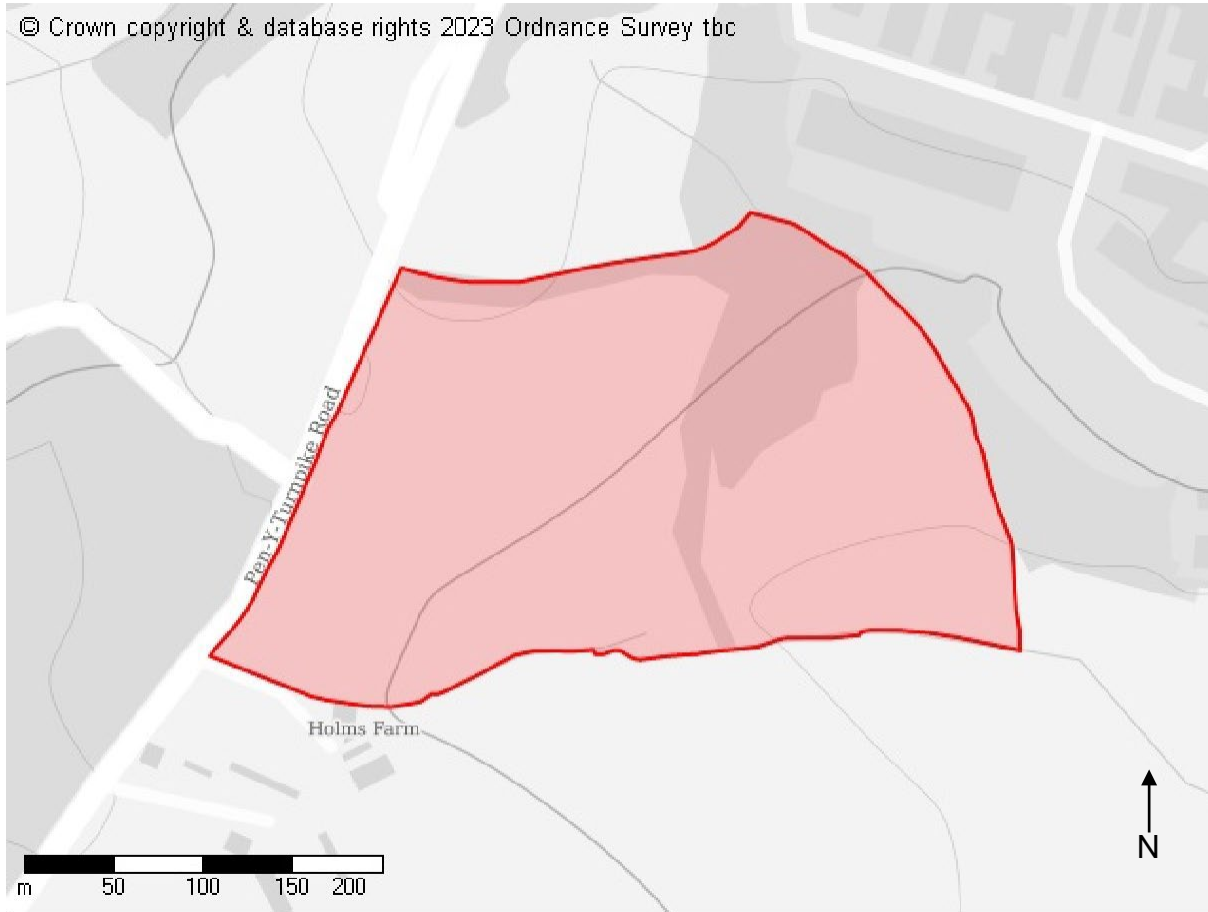 © Crown copyright & database rights 2023 Ordnance Survey tbc
Pen-Y-Turnpike Road
Holms Farm
N
m 50 100 150 200